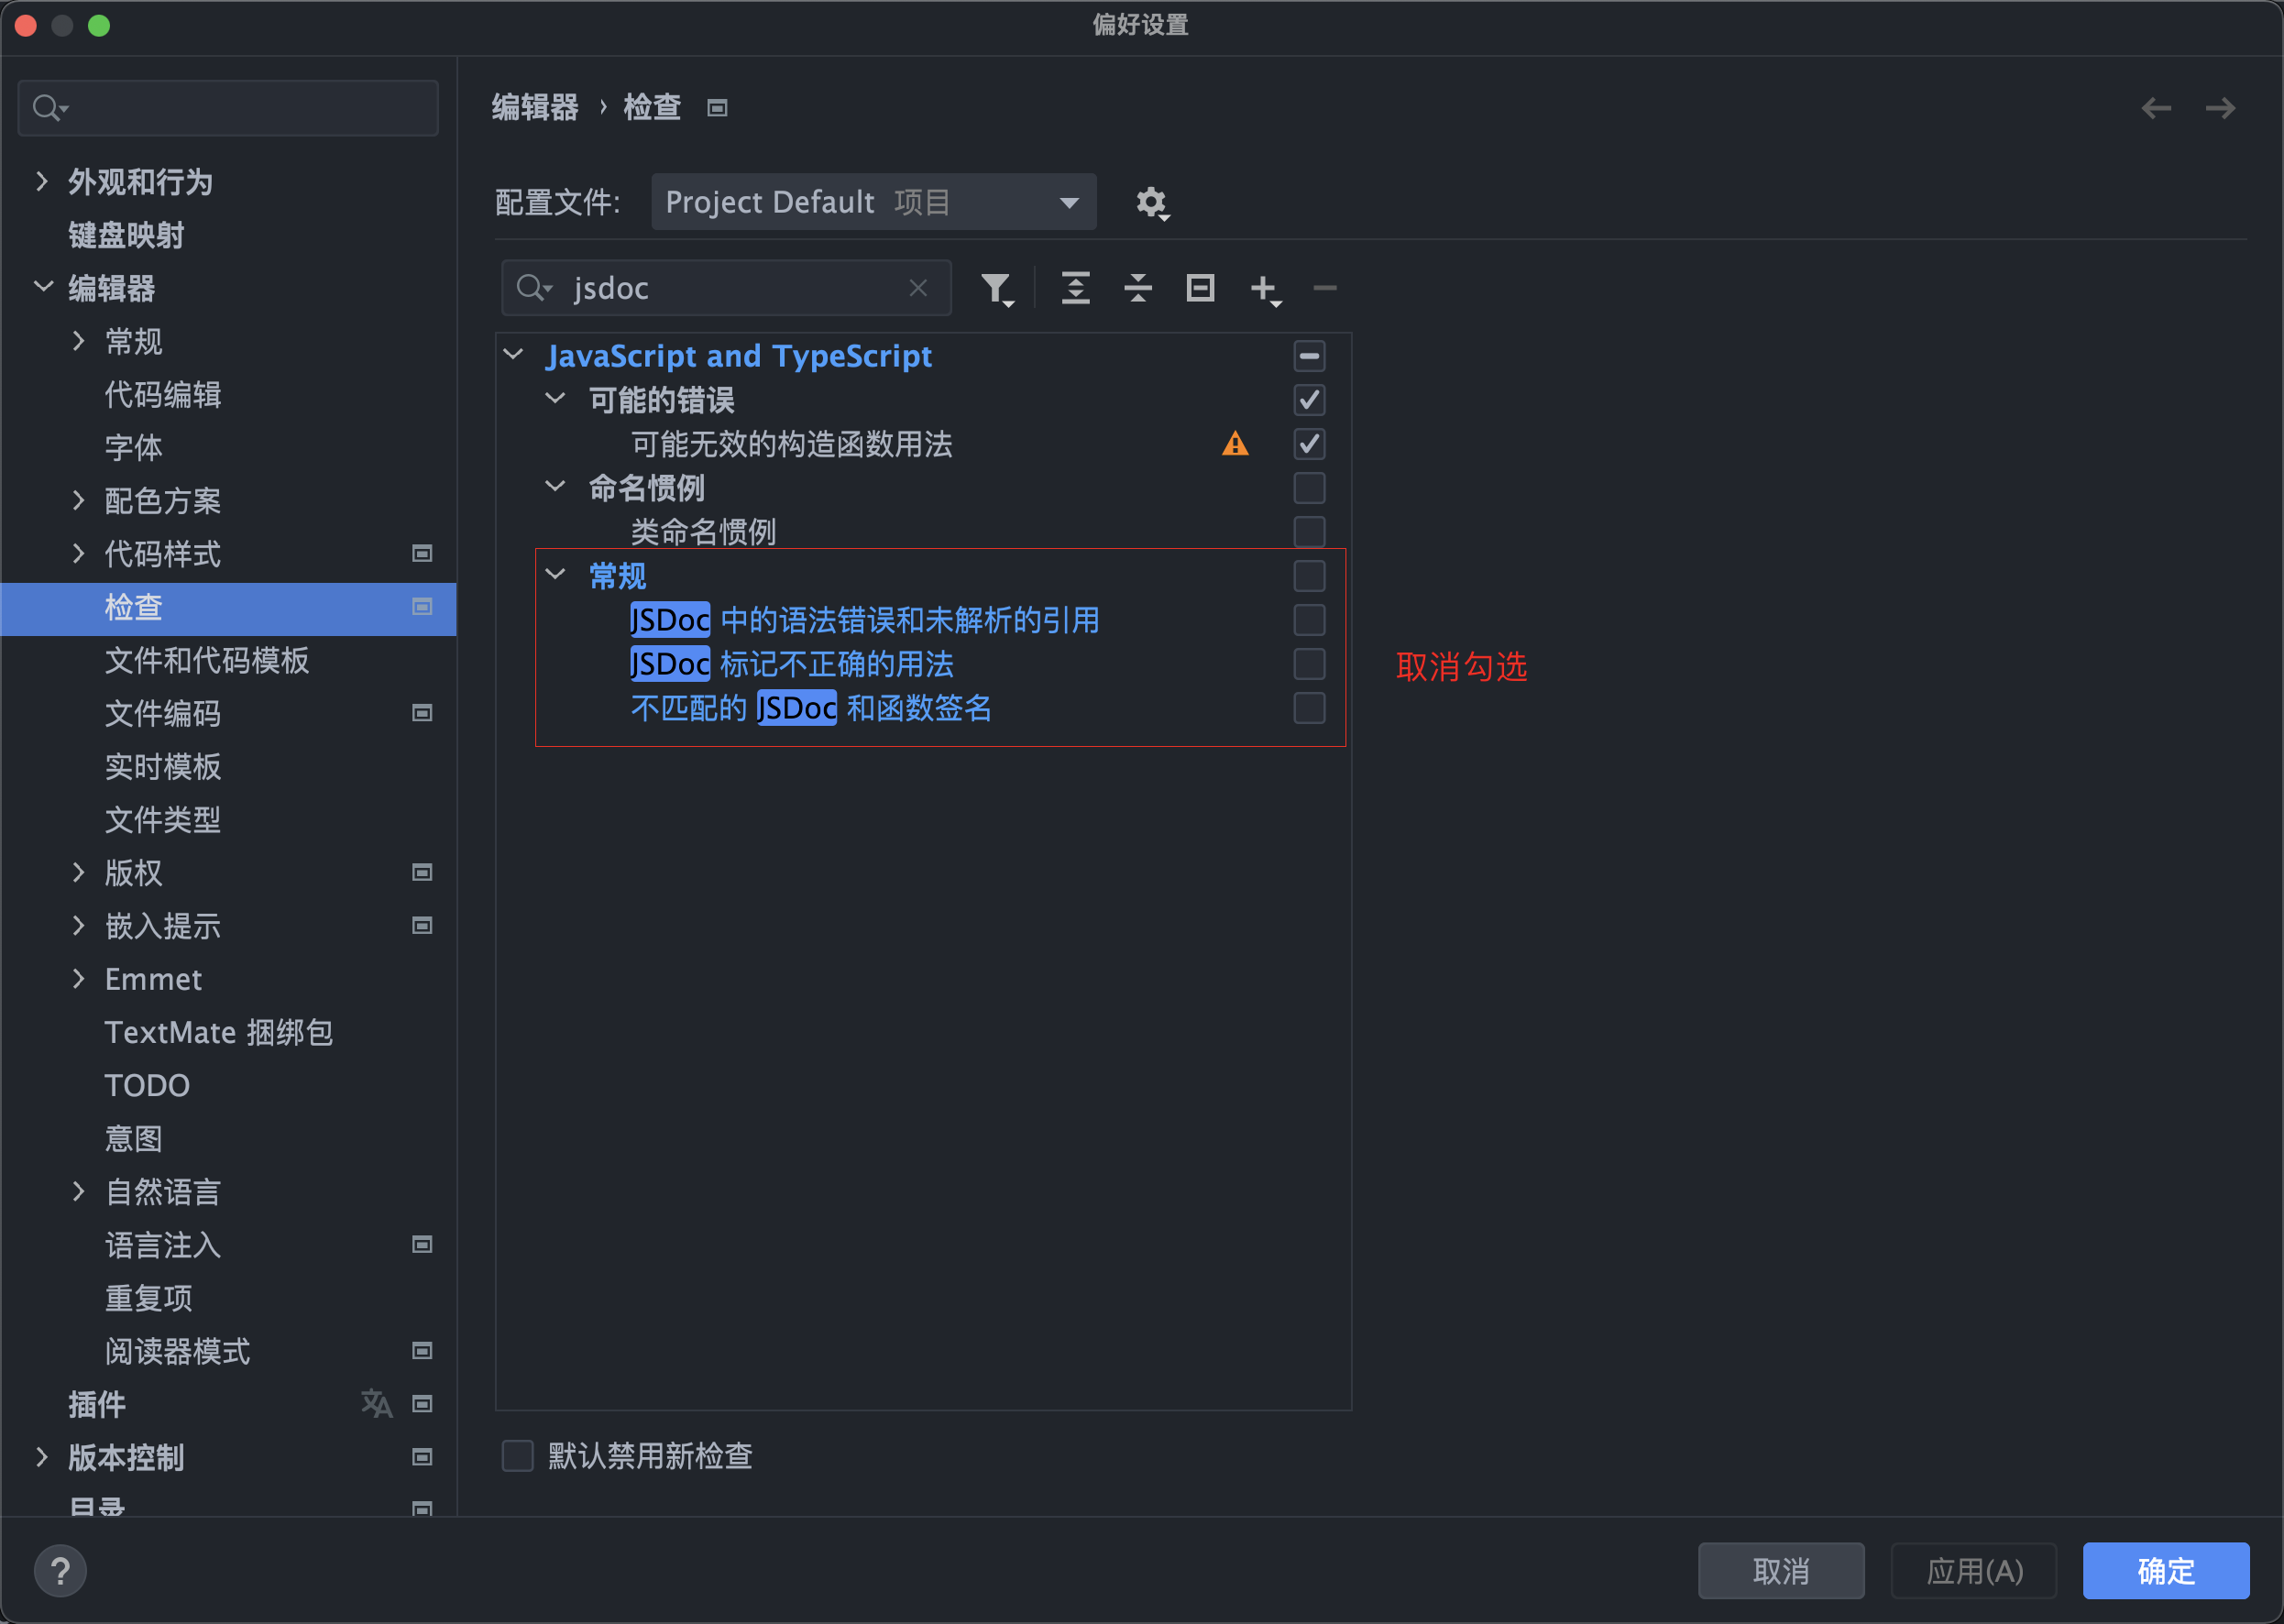 偏好设置
编辑器 › 检查
外观和行为
键盘映射
编辑器
常规
代码编辑
字体
配色方案
代码样式
检查
文件和代码模板
文件编码
实时模板
文件类型
版权
嵌入提示
Emmet
TextMate 捆绑包
TODO
意图
自然语言
语言注入
重复项
阅读器模式
插件
版本控制
目录
配置文件: Project Default 项目
jsdoc
JavaScript and TypeScript
可能的错误
可能无效的构造函数用法
命名惯例
类命名惯例
常规
JSDoc 中的语法错误和未解析的引用
JSDoc 标记不正确的用法
不匹配的 JSDoc 和函数签名
取消勾选
默认禁用新检查
? 取消 应用(A) 确定